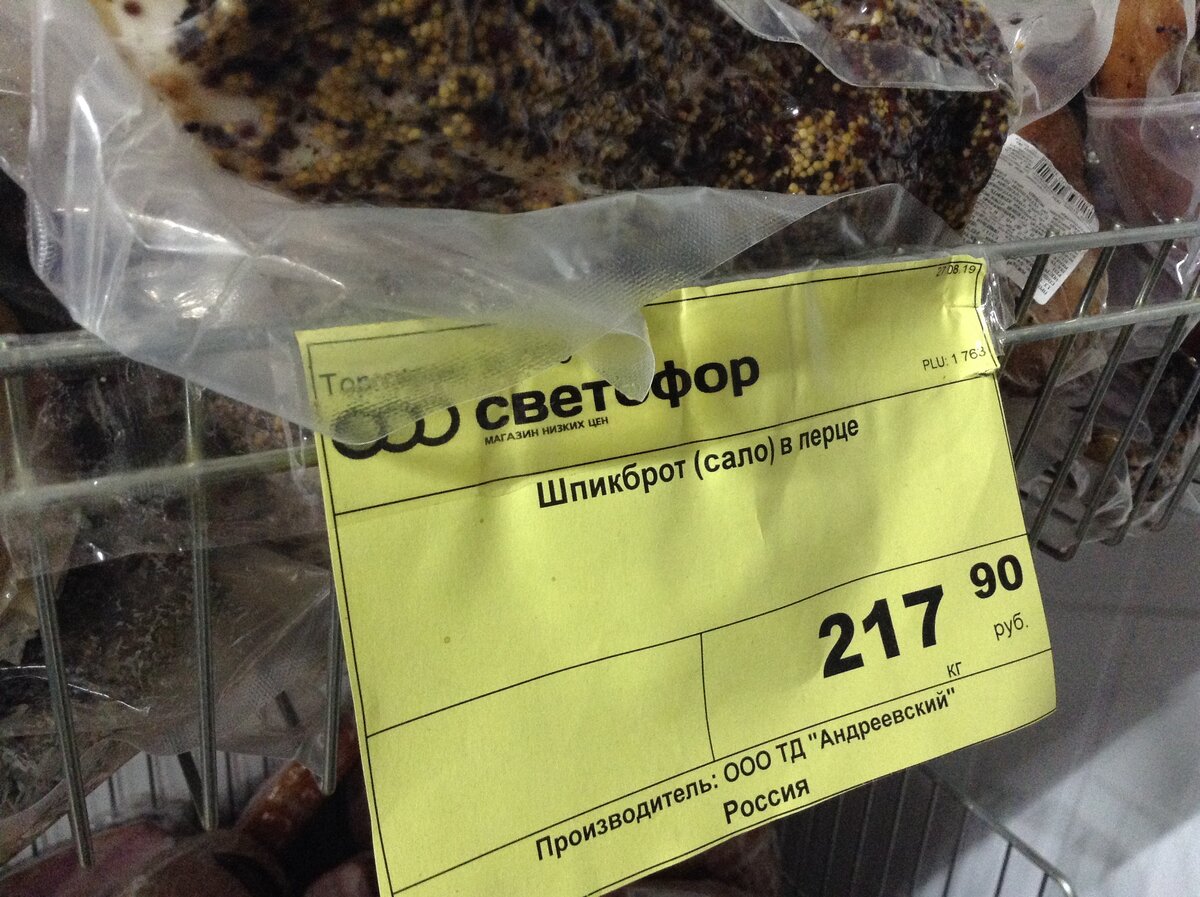 27.08.19
светофор
МАГАЗИН НИЗКИХ ЦЕН
PLU: 1 763
Шпикброт (сало) в перце
217 90
кг руб.
Производитель: ООО ТД "Андреевский"
Россия